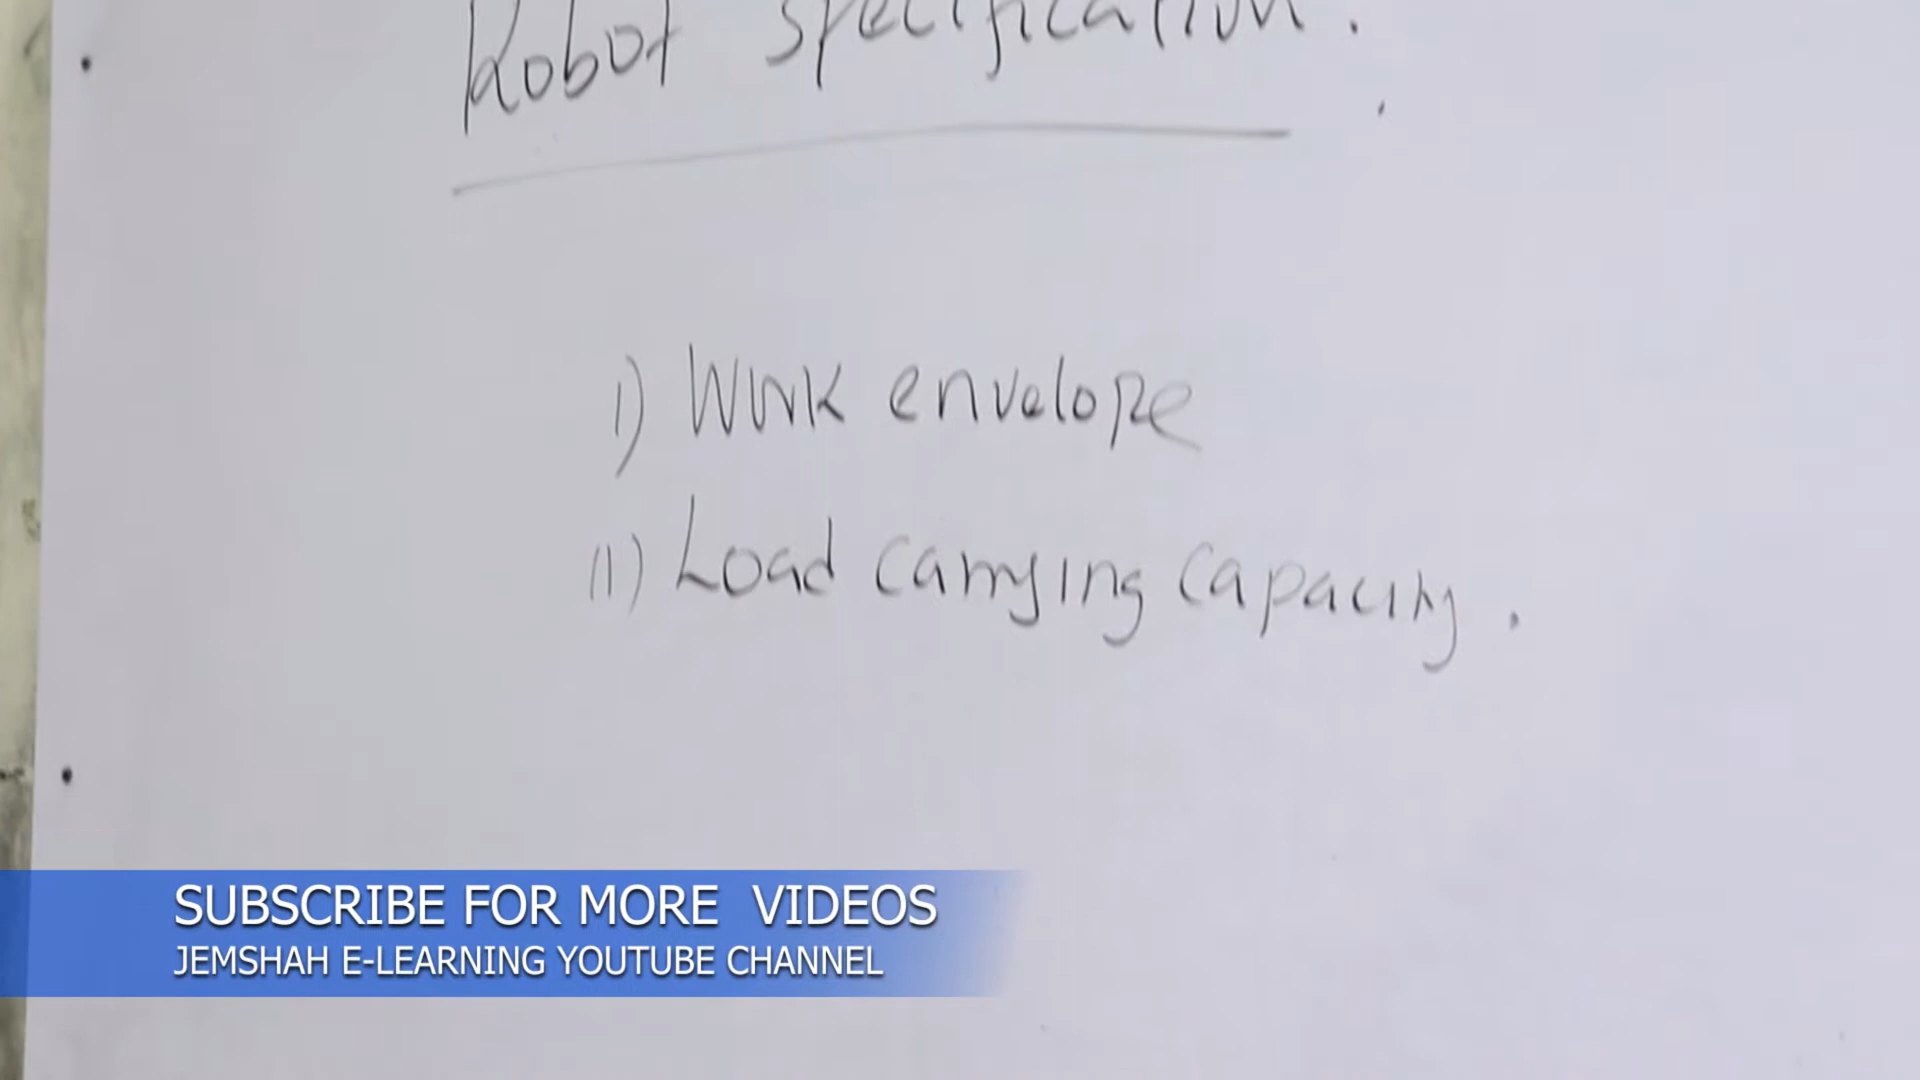 Robot specification.
I) Work envelope
II) Load carrying capacity.
SUBSCRIBE FOR MORE VIDEOS
JEMSHAH E-LEARNING YOUTUBE CHANNEL